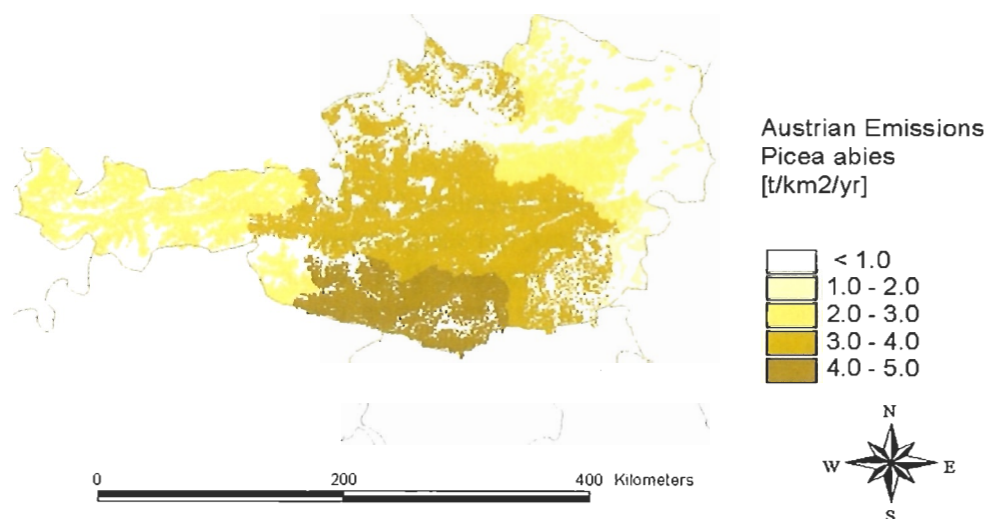 Austrian Emissions
Picea abies
[t/km2/yr]
< 1.0
1.0 - 2.0
2.0 - 3.0
3.0 - 4.0
4.0 - 5.0
N
W E
S
0 200 400 Kilometers